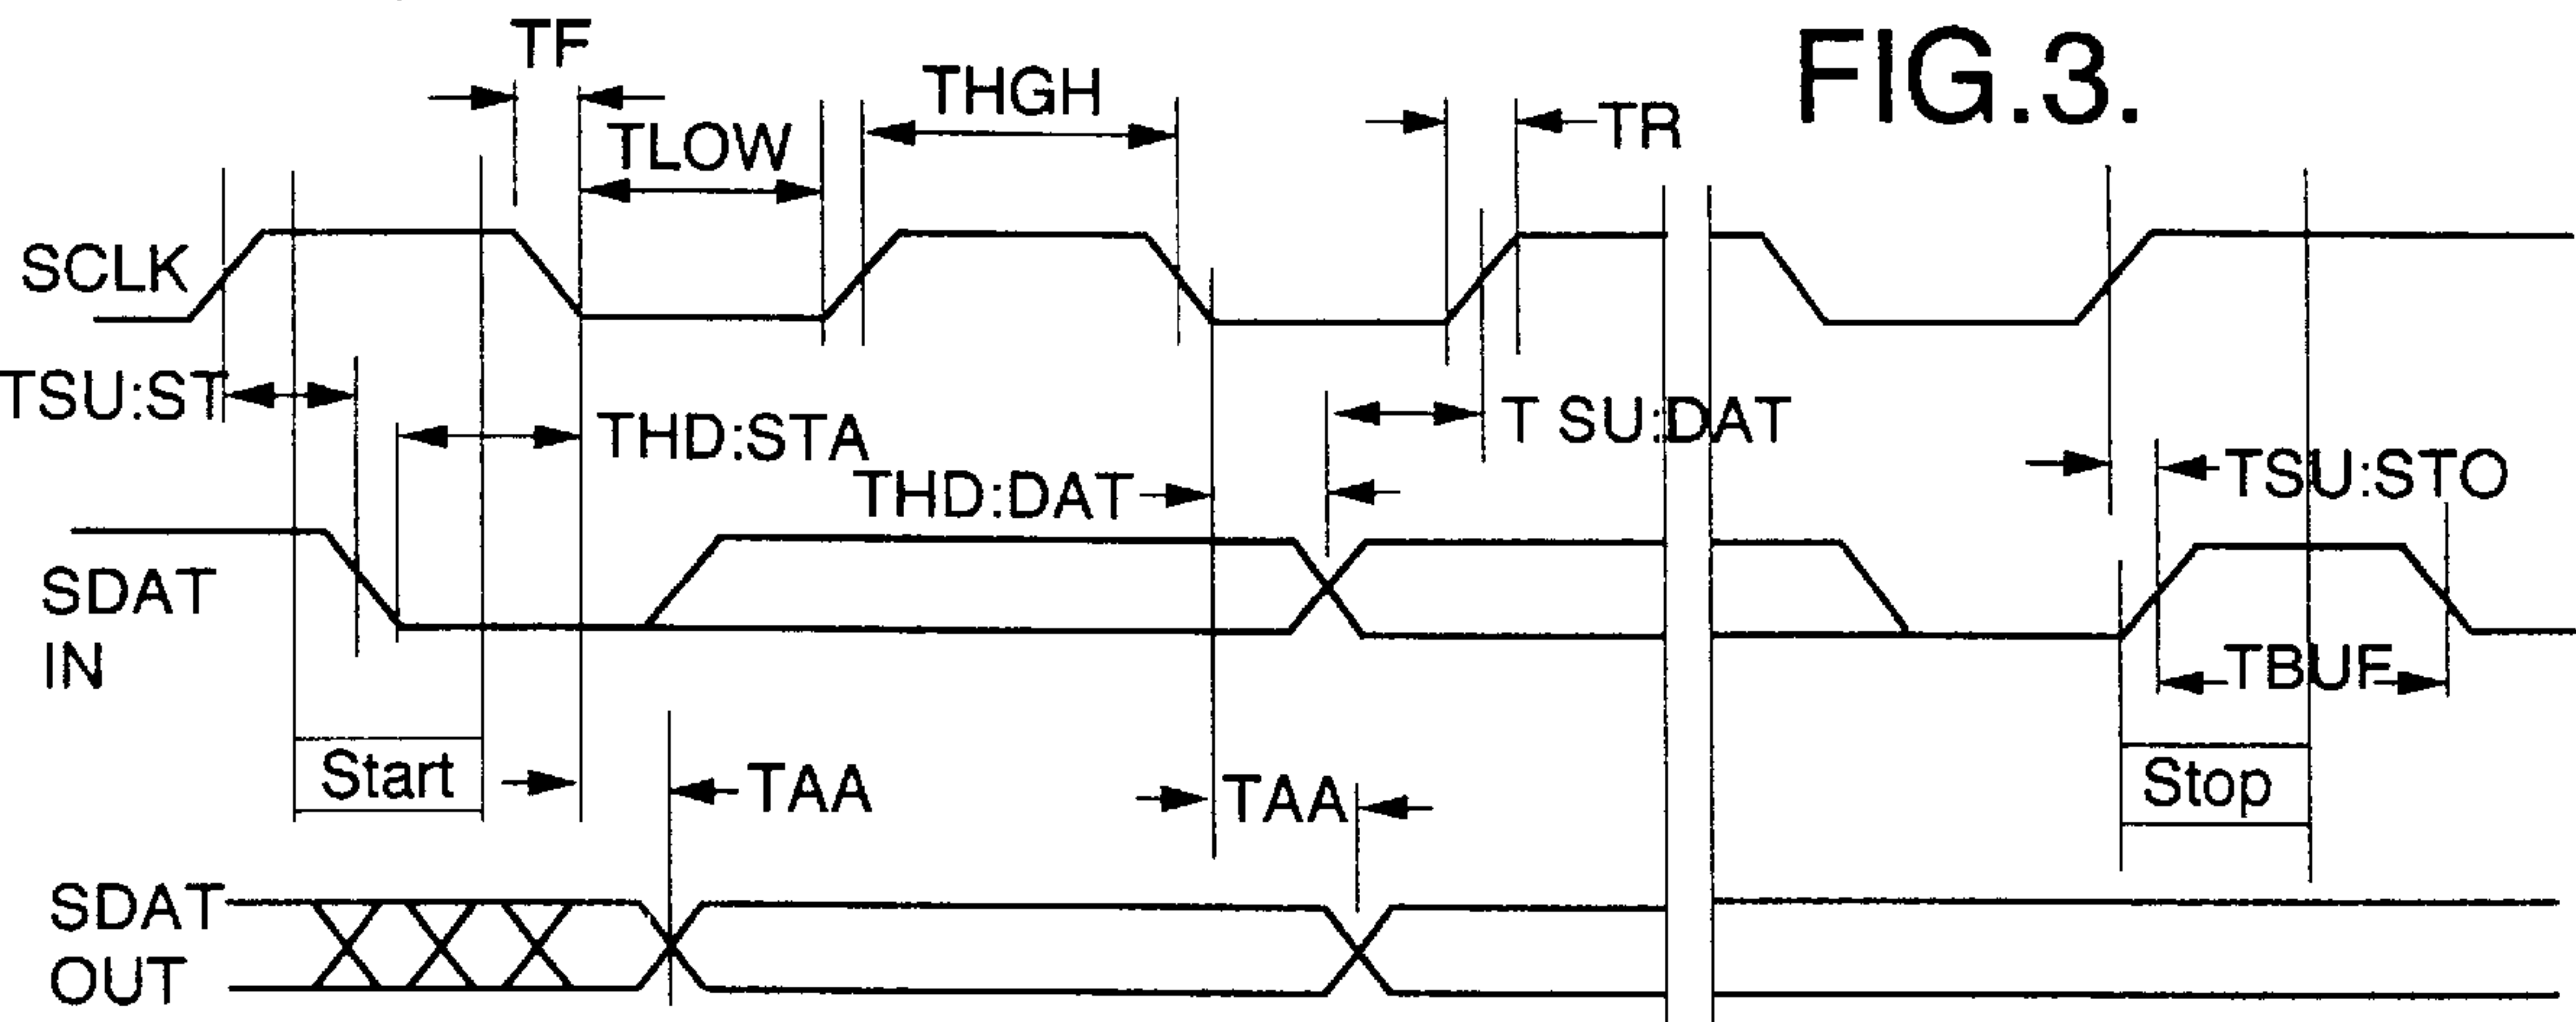 FIG.3.
TF
THGH
TLOW
TR
SCLK
TSU:ST
THD:STA
T SU:DAT
THD:DAT
TSU:STO
SDAT
IN
TBUF
Start
TAA
TAA
Stop
SDAT
OUT